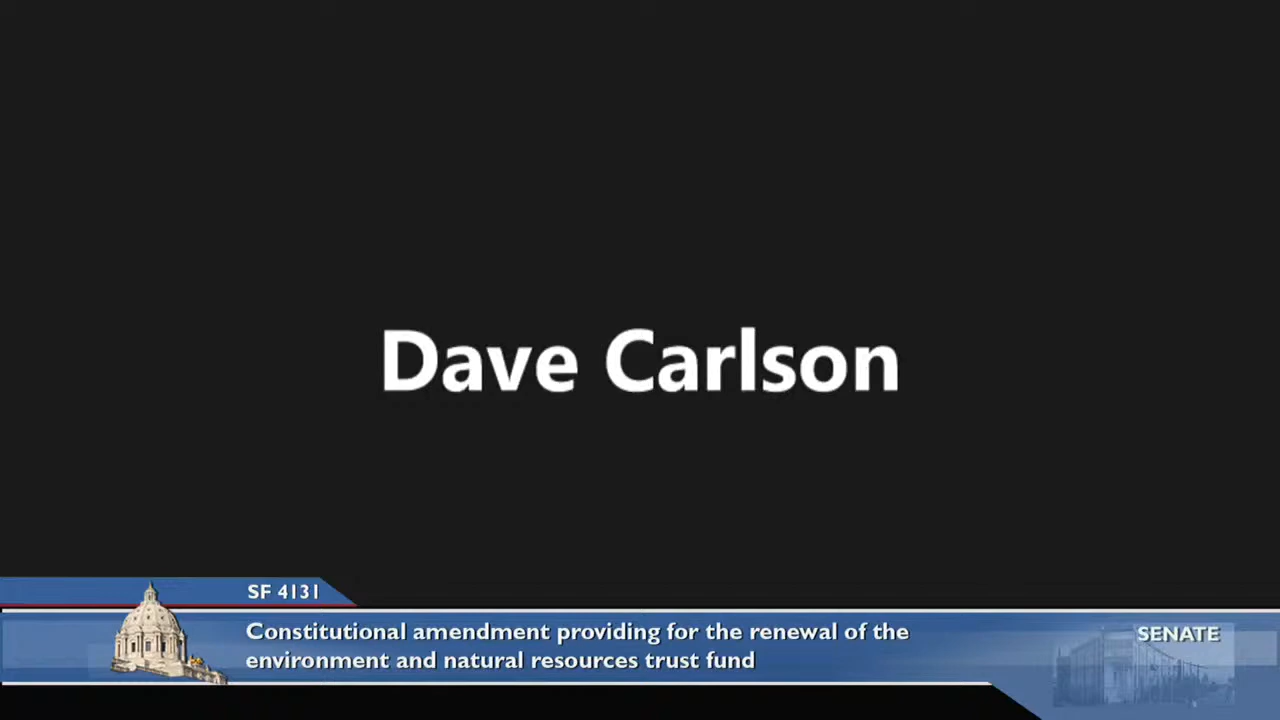 Dave Carlson
SF 4131
Constitutional amendment providing for the renewal of the
environment and natural resources trust fund
SENATE